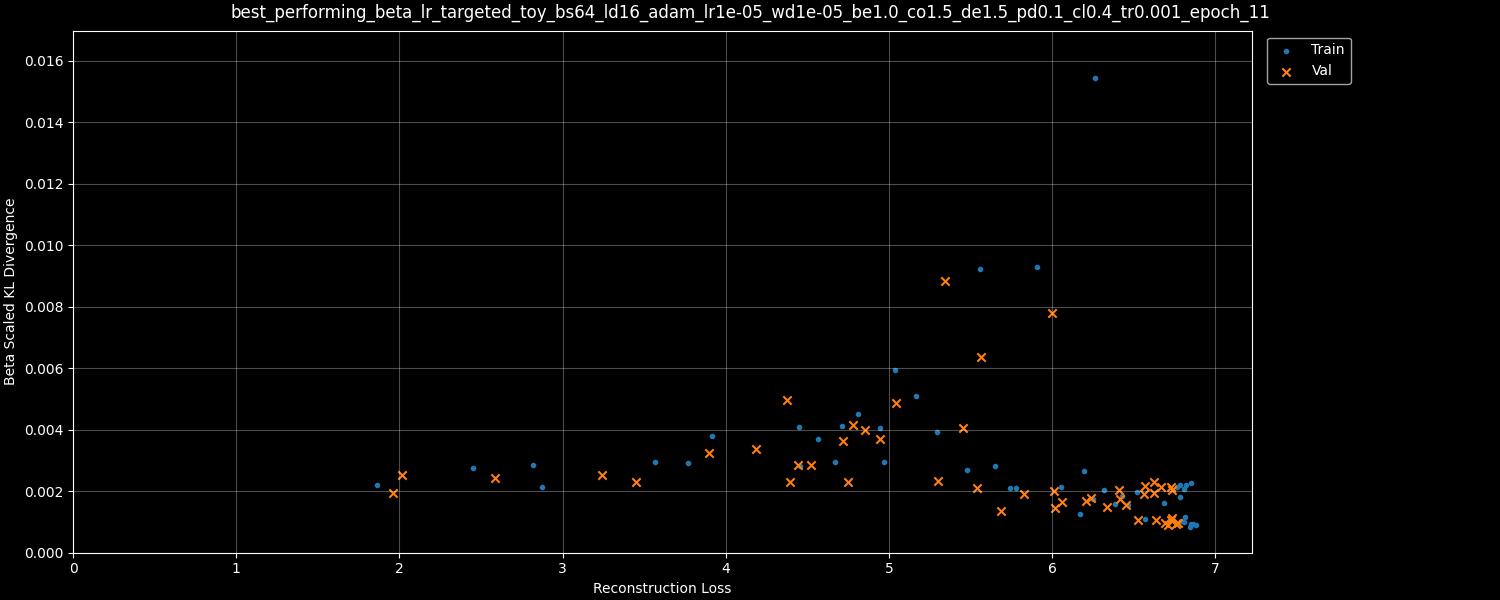 best_performing_beta_lr_targeted_toy_bs64_ld16_adam_lr1e-05_wd1e-05_be1.0_co1.5_de1.5_pd0.1_cl0.4_tr0.001_epoch_11
Train
Val
0.016
0.014
0.012
0.010
0.008
0.006
0.004
0.002
0.000
Beta Scaled KL Divergence
0 1 2 3 4 5 6 7
Reconstruction Loss